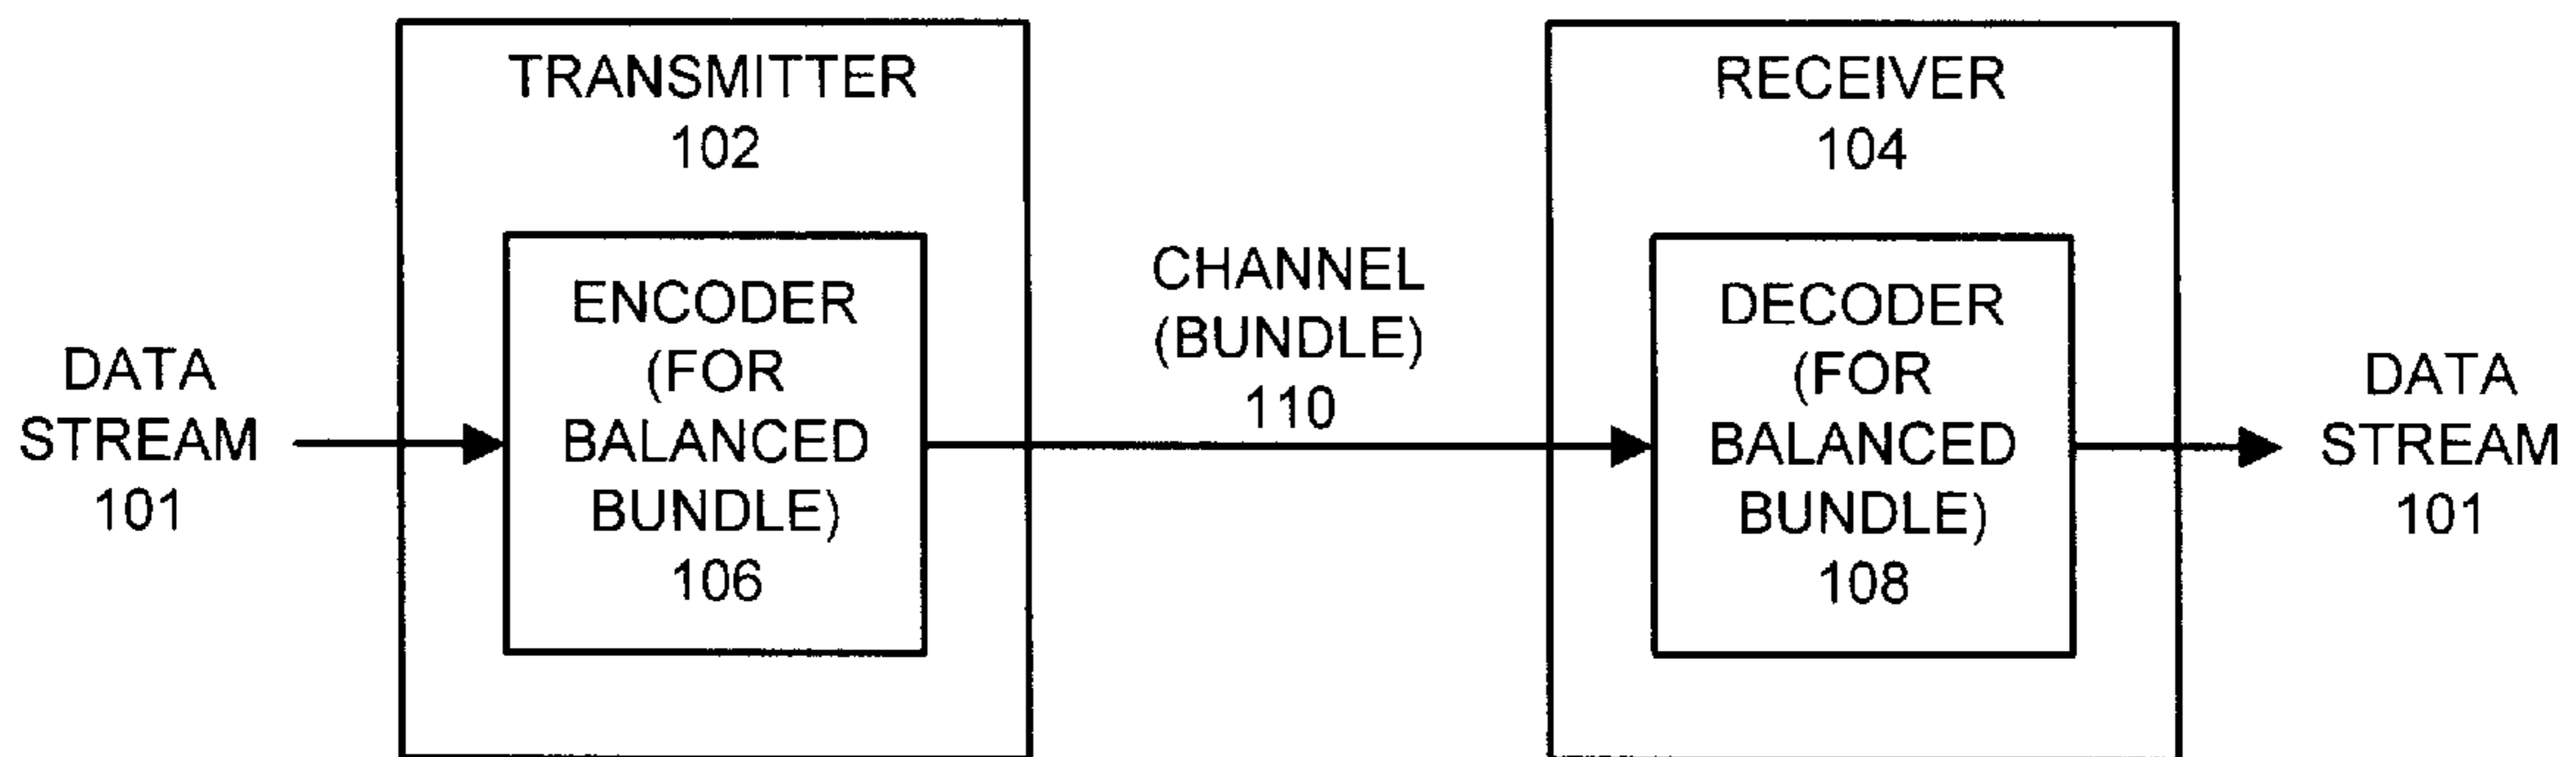 DATA
STREAM
101
TRANSMITTER
102
ENCODER
(FOR
BALANCED
BUNDLE)
106
CHANNEL
(BUNDLE)
110
RECEIVER
104
DECODER
(FOR
BALANCED
BUNDLE)
108
DATA
STREAM
101